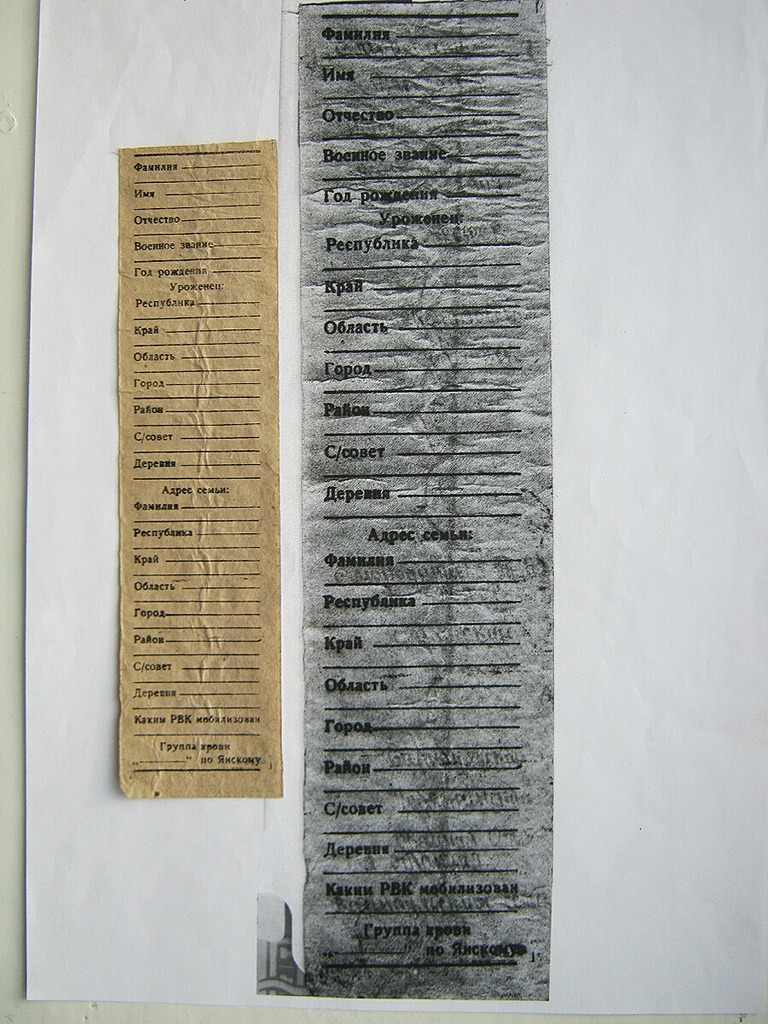 Фамилия
Имя
Отчество
Военное звание
Год рождения
Уроженец:
Республика
Край
Область
Город
Район
С/совет
Деревня
Адрес семьи:
Фамилия
Республика
Край
Область
Город
Район
С/совет
Деревня
Каким РВК мобилизован
Группа крови
„ “ по Янскому
Фамилия
Имя
Отчество
Военное звание
Год рождения
Уроженец:
Республика
Край
Область
Город
Район
С/совет
Деревня
Адрес семьи:
Фамилия
Республика
Край
Область
Город
Район
С/совет
Деревня
Каким РВК мобилизован
Группа крови
„ “ по Янскому